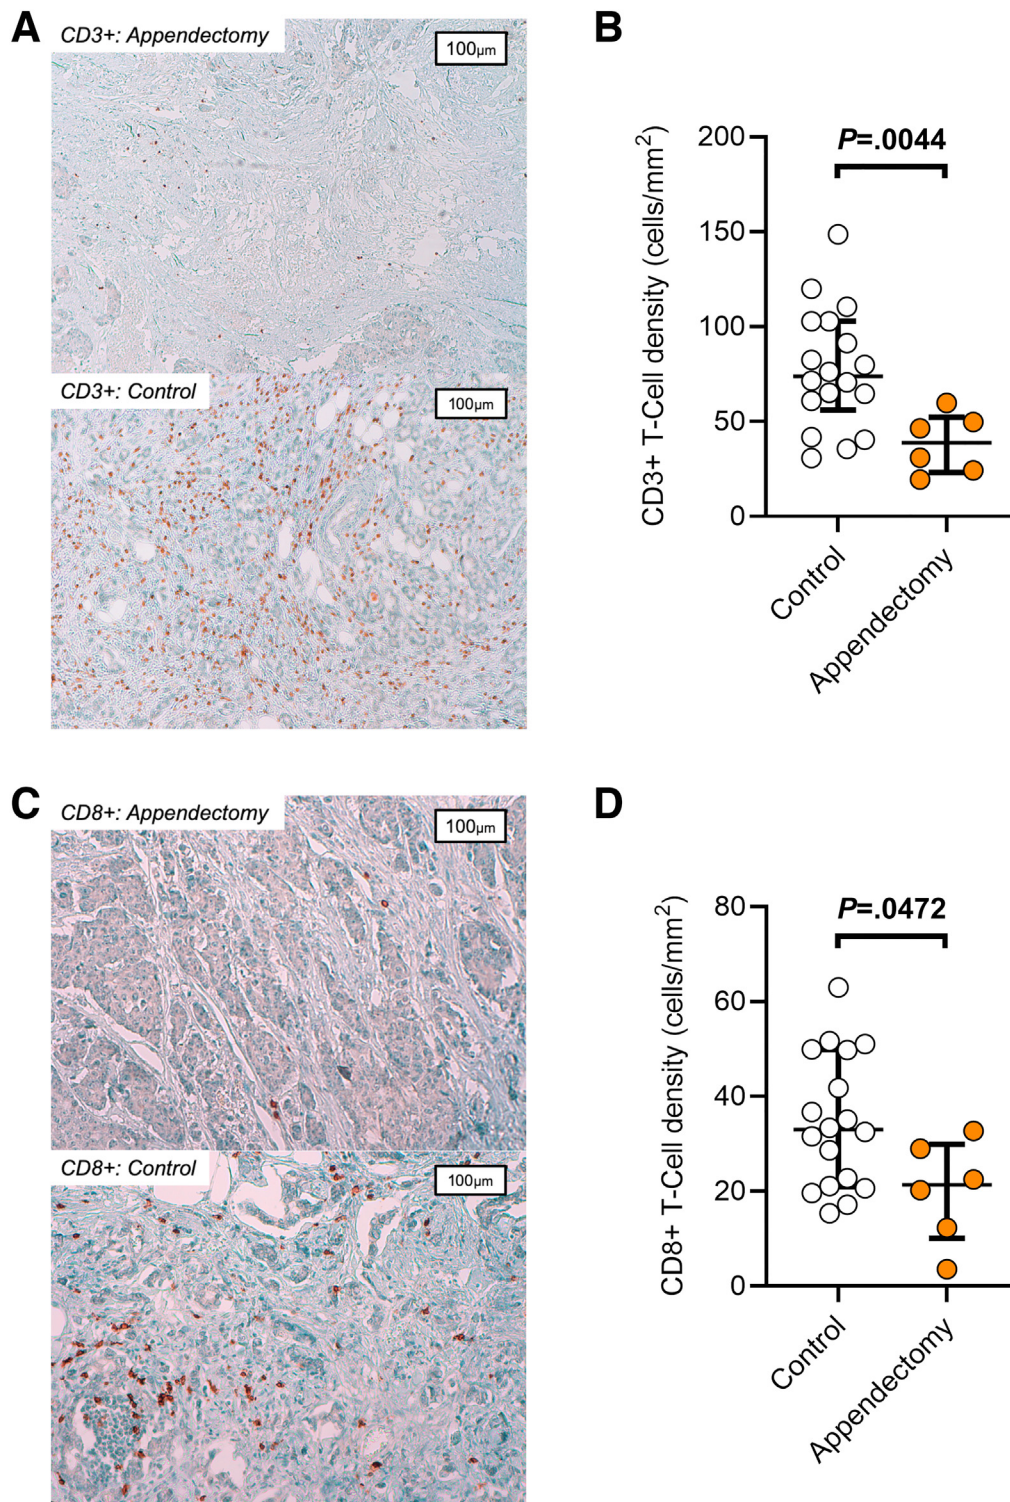 A
CD3+: Appendectomy
100µm
CD3+: Control
100µm
B
CD3+ T-Cell density (cells/mm²)
200
150
100
50
0
P=.0044
Control
Appendectomy
C
CD8+: Appendectomy
100µm
CD8+: Control
100µm
D
CD8+ T-Cell density (cells/mm²)
80
60
40
20
0
P=.0472
Control
Appendectomy